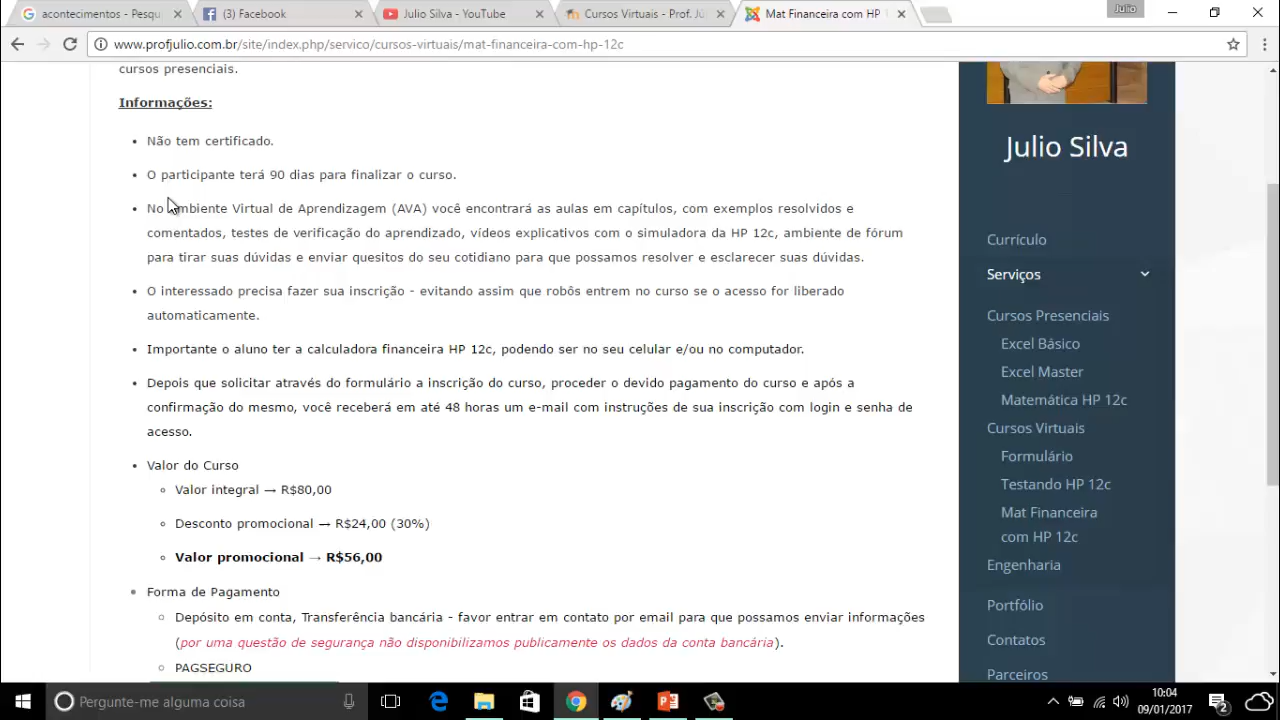 acontecimentos - Pesqu
(3) Facebook
Julio Silva - YouTube
Cursos Virtuais - Prof. Jú
Mat Financeira com HP 1
Julio
www.profjulio.com.br/site/index.php/servico/cursos-virtuais/mat-financeira-com-hp-12c
cursos presenciais.
Informações:
Não tem certificado.
O participante terá 90 dias para finalizar o curso.
No Ambiente Virtual de Aprendizagem (AVA) você encontrará as aulas em capítulos, com exemplos resolvidos e
comentados, testes de verificação do aprendizado, vídeos explicativos com o simuladora da HP 12c, ambiente de fórum
para tirar suas dúvidas e enviar quesitos do seu cotidiano para que possamos resolver e esclarecer suas dúvidas.
O interessado precisa fazer sua inscrição - evitando assim que robôs entrem no curso se o acesso for liberado
automaticamente.
Importante o aluno ter a calculadora financeira HP 12c, podendo ser no seu celular e/ou no computador.
Depois que solicitar através do formulário a inscrição do curso, proceder o devido pagamento do curso e após a
confirmação do mesmo, você receberá em até 48 horas um e-mail com instruções de sua inscrição com login e senha de
acesso.
Valor do Curso
Valor integral → R$80,00
Desconto promocional → R$24,00 (30%)
Valor promocional → R$56,00
Forma de Pagamento
Depósito em conta, Transferência bancária - favor entrar em contato por email para que possamos enviar informações
(por uma questão de segurança não disponibilizamos publicamente os dados da conta bancária).
PAGSEGURO
Julio Silva
Currículo
Serviços
Cursos Presenciais
Excel Básico
Excel Master
Matemática HP 12c
Cursos Virtuais
Formulário
Testando HP 12c
Mat Financeira
com HP 12c
Engenharia
Portfólio
Contatos
Parceiros
Pergunte-me alguma coisa
10:04
09/01/2017
2